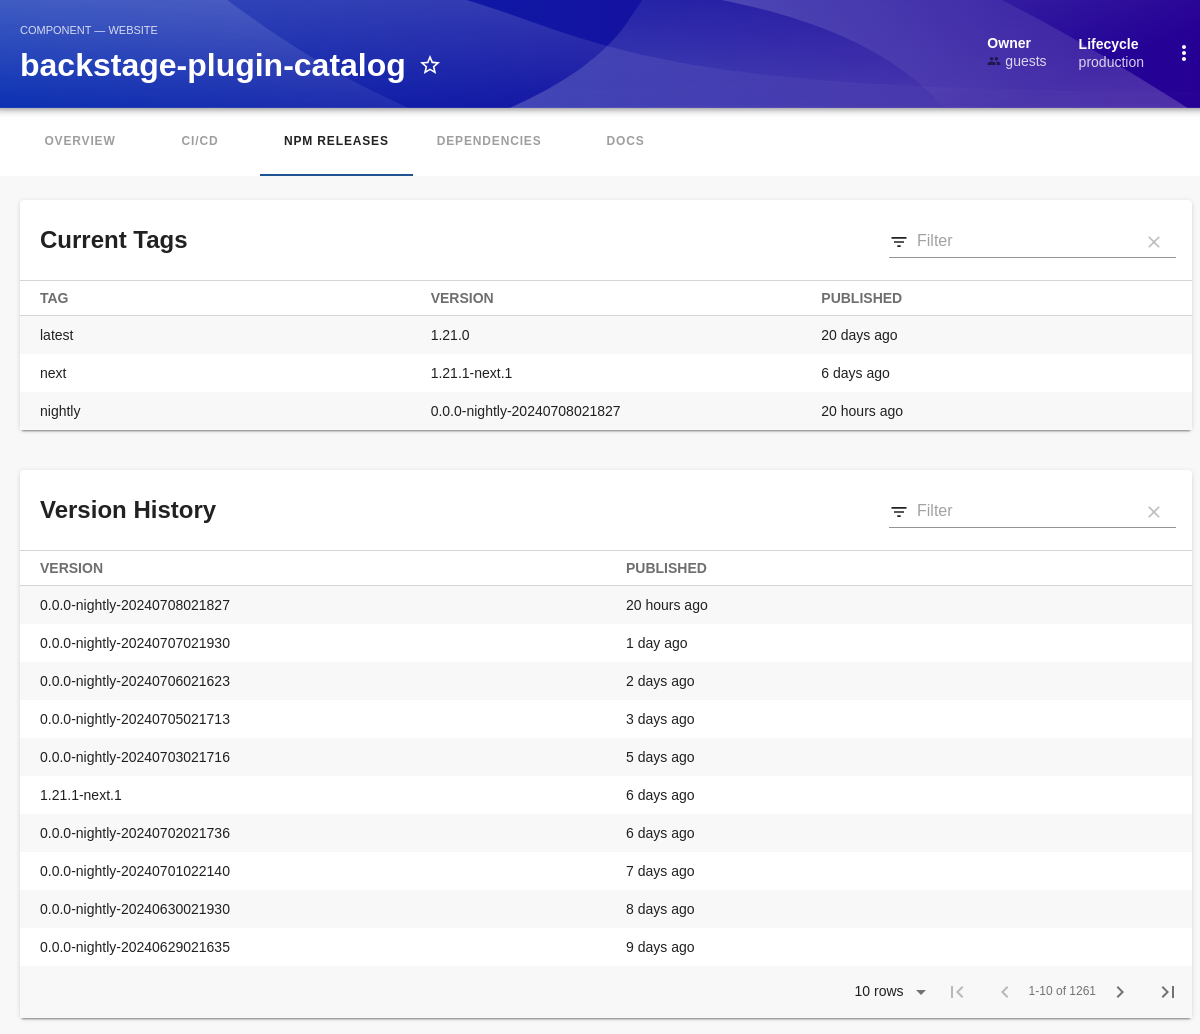 COMPONENT — WEBSITE
backstage-plugin-catalog
Owner
guests
Lifecycle
production
OVERVIEW CI/CD NPM RELEASES DEPENDENCIES DOCS
Current Tags
Filter
TAG VERSION PUBLISHED
latest 1.21.0 20 days ago
next 1.21.1-next.1 6 days ago
nightly 0.0.0-nightly-20240708021827 20 hours ago
Version History
Filter
VERSION PUBLISHED
0.0.0-nightly-20240708021827 20 hours ago
0.0.0-nightly-20240707021930 1 day ago
0.0.0-nightly-20240706021623 2 days ago
0.0.0-nightly-20240705021713 3 days ago
0.0.0-nightly-20240703021716 5 days ago
1.21.1-next.1 6 days ago
0.0.0-nightly-20240702021736 6 days ago
0.0.0-nightly-20240701022140 7 days ago
0.0.0-nightly-20240630021930 8 days ago
0.0.0-nightly-20240629021635 9 days ago
10 rows 1-10 of 1261